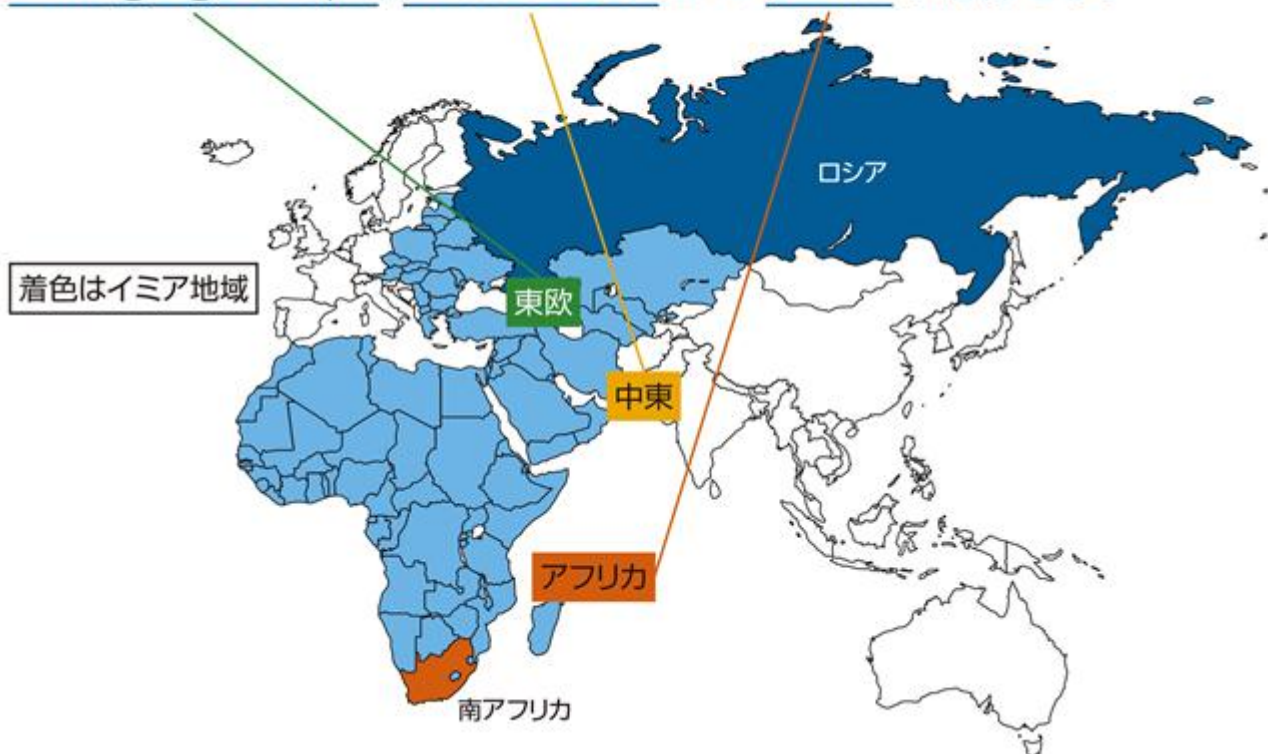 ロシア
着色はイミア地域
東欧
中東
アフリカ
南アフリカ